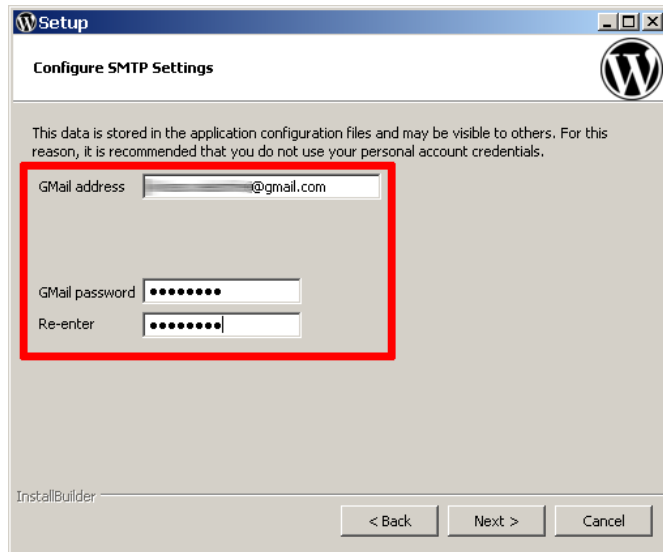 Setup
Configure SMTP Settings
This data is stored in the application configuration files and may be visible to others. For this
reason, it is recommended that you do not use your personal account credentials.
GMail address @gmail.com
GMail password ●●●●●●●●
Re-enter ●●●●●●●●
InstallBuilder
< Back Next > Cancel